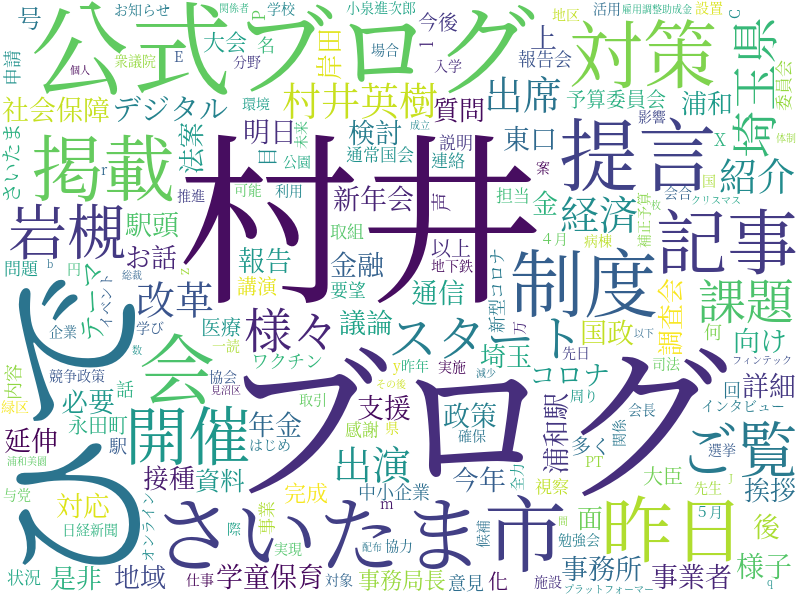 号
お知らせ
関係者
P
学校
小泉進次郎
今後
地区
活用
雇用調整助成金
設置
C
公式ブログ
大会
名
岸田
1
上
対策
埼玉県
委員会
申請
個人
衆議院
E
分野
場合
入学
報告会
社会保障
デジタル
村井英樹
質問
出席
予算委員会
浦和
さいたま
掲載
r
法案
環境
明日
目
未来
公園
検討
通常国会
成立
説明
連絡
東口
提言
影響
X
紹介
国
体制
村井
推進
可能
利用
新年会
声
担当
案
金
経済
会合
補正予算
枚
クリスマス
岩槻
駅頭
z
お話
報告
講演
取組
要望
金融
以上
地下鉄
4月
病棟
新型コロナ
万
記事
問題
b
円
テーマ
イベント
総裁
改革
様々
議論
通信
制度
課題
スタート
国政
調査会
何
向け
ひでき
内容
企業
学び
数
会
医療
一読
ワクチン
y
昨年
その後
実施
減少
埼玉
コロナ
先日
以下
司法
フィンテック
回
詳細
競争政策
緑区
話
必要
協会
見沼区
取引
年金
はじめ
支援
感謝
県
政策
確保
浦和駅
周り
多く
会長
関係
インタビュー
選挙
ご覧
永田町
延伸
駅
開催
ブログ
浦和美園
与党
接種
資料
出演
今年
全力
PT
大臣
先生
J
挨拶
対応
日経新聞
オンライン
際
事業
完成
m
中小企業
候補
間
視察
勉強会
面
昨日
5月
後
さいたま市
状況
是非
地域
仕事
実現
学童保育
対象
配布
協力
事務局長
意見
化
施設
事務所
プラットフォーマー
事業者
様子
q